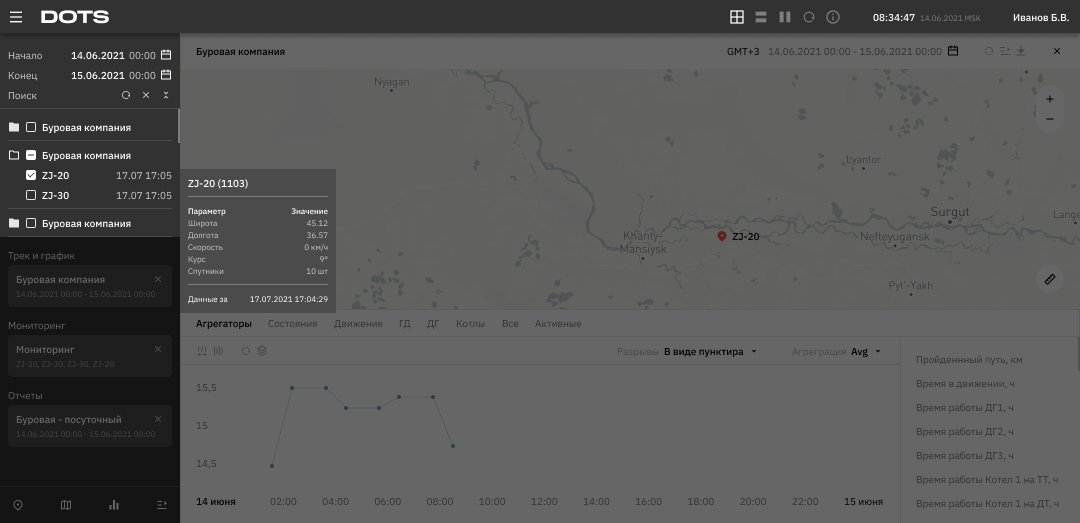 DOTS
08:34:47 14.06.2021 MSK
Иванов Б.В.
Начало 14.06.2021 00:00
Конец 15.06.2021 00:00
Поиск
Буровая компания
Буровая компания
ZJ-20 17.07 17:05
ZJ-30 17.07 17:05
Буровая компания
Трек и график
Буровая компания
14.06.2021 00:00 - 15.06.2021 00:00
Мониторинг
Мониторинг
ZJ-20, ZJ-30, ZJ-30, ZJ-20
Отчеты
Буровая - посуточный
14.06.2021 00:00 - 15.06.2021 00:00
Буровая компания
GMT+3 14.06.2021 00:00 - 15.06.2021 00:00
Nyagan
Lyantor
Surgut
Lange
Khanty-
Mansiysk
ZJ-20
Nefteyugansk
Pyt'-Yakh
ZJ-20 (1103)
Параметр Значение
Широта 45.12
Долгота 36.57
Скорость 0 км/ч
Курс 9°
Спутники 10 шт
Данные за 17.07.2021 17:04:29
Агрегаторы Состояния Движение ГД ДГ Котлы Все Активные
Разрывы В виде пунктира
Агреграция Avg
15,5
15
14,5
14 июня 02:00 04:00 06:00 08:00 10:00 12:00 14:00 16:00 18:00 20:00 22:00 15 июня
Пройденнный путь, км
Время в движении, ч
Время работы ДГ1, ч
Время работы ДГ2, ч
Время работы ДГ3, ч
Время работы Котел 1 на ТТ, ч
Время работы Котел 1 на ДТ, ч